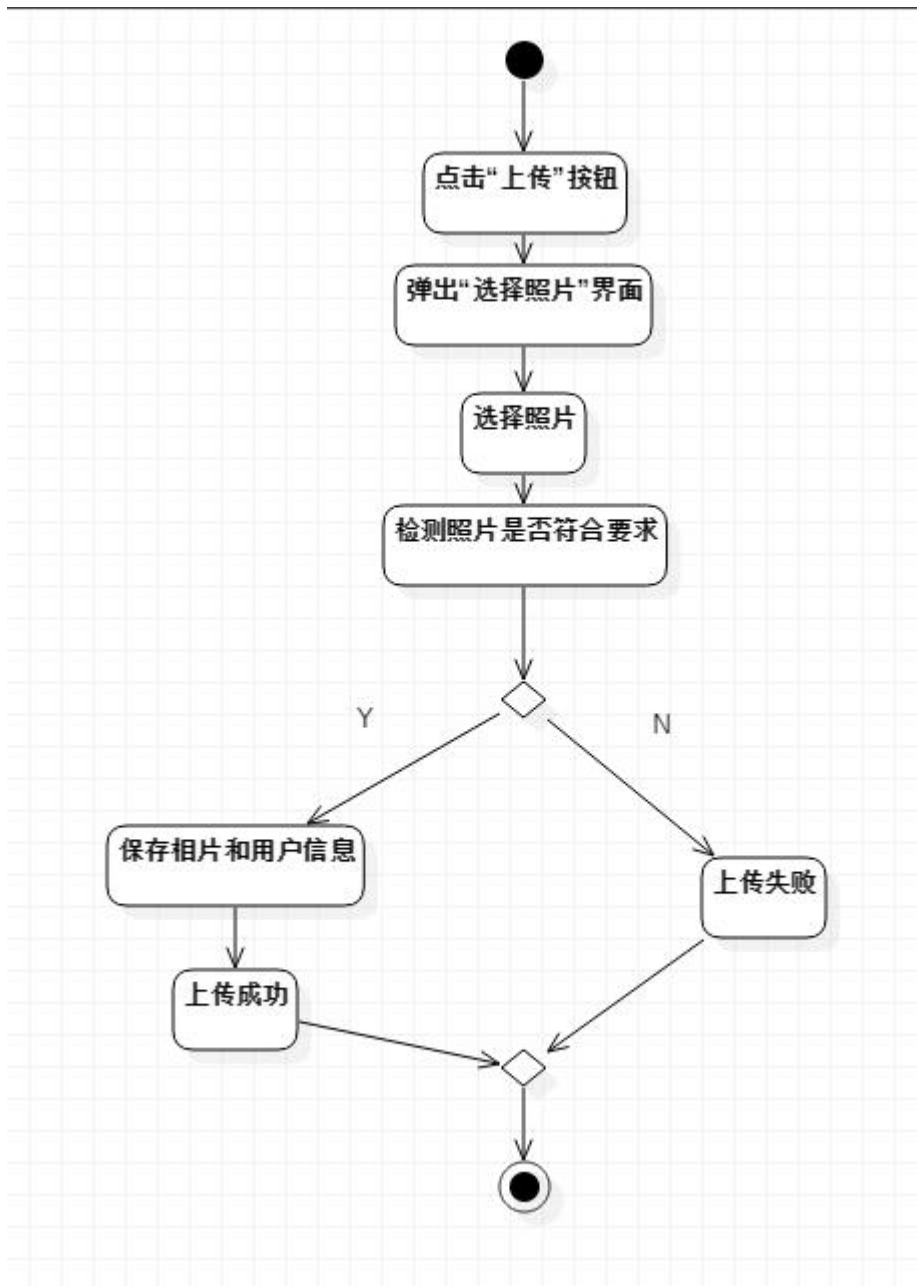 点击“上传”按钮
弹出“选择照片”界面
选择照片
检测照片是否符合要求
Y
N
保存相片和用户信息
上传失败
上传成功